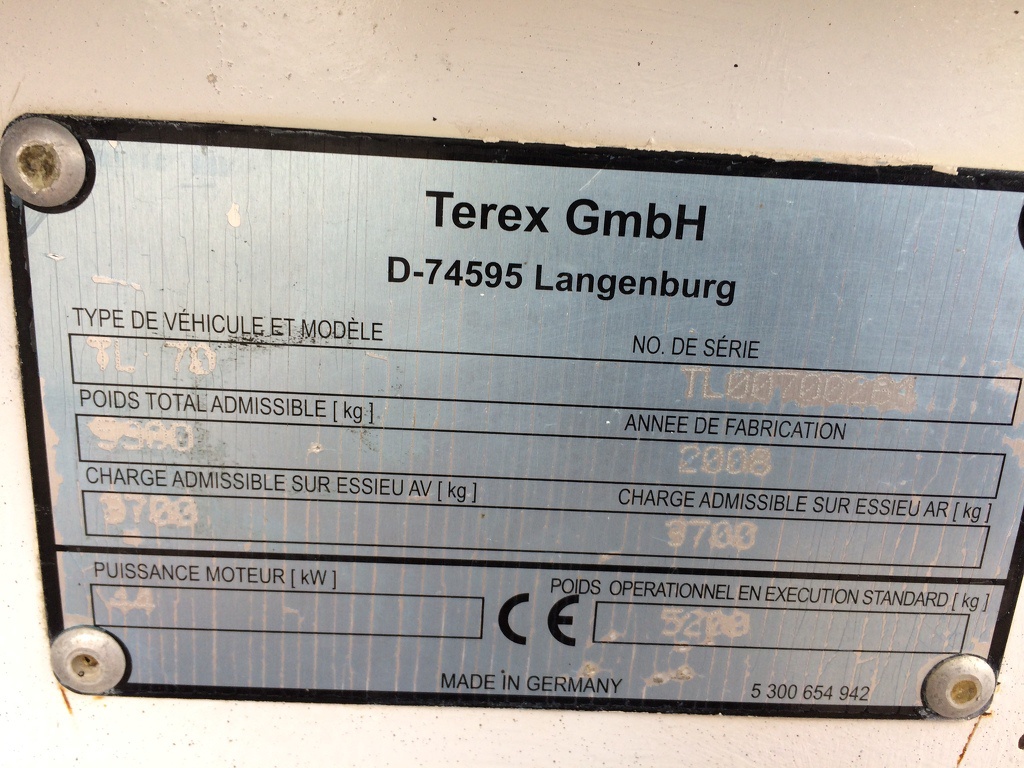 Terex GmbH
D-74595 Langenburg
TYPE DE VÉHICULE ET MODÈLE
NO. DE SÉRIE
TL 70
POIDS TOTAL ADMISSIBLE [ kg ]
ANNEE DE FABRICATION
2008
CHARGE ADMISSIBLE SUR ESSIEU AV [ kg ]
CHARGE ADMISSIBLE SUR ESSIEU AR [ kg ]
3700
3700
PUISSANCE MOTEUR [ kW ]
POIDS OPERATIONNEL EN EXECUTION STANDARD [ kg ]
44
CE
5200
MADE IN GERMANY
5 300 654 942